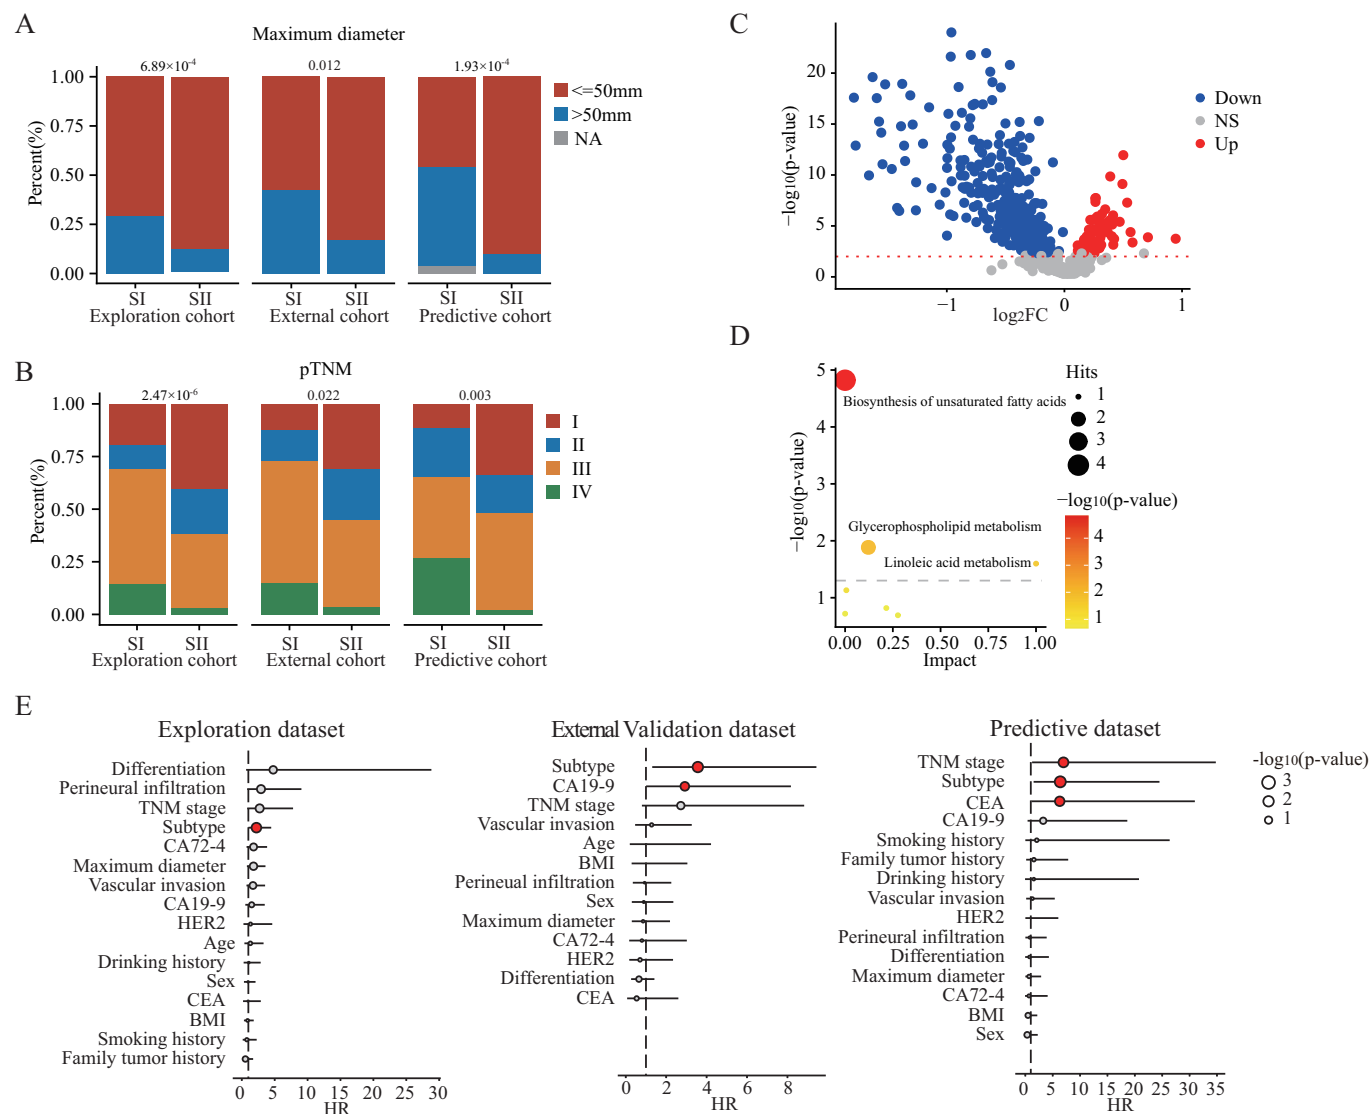 A
Maximum diameter
6.89×10-4
0.012
1.93×10-4
Percent(%)
1.00
0.75
0.50
0.25
0.00
SI
SII
SI
SII
SI
SII
Exploration cohort
External cohort
Predictive cohort
<=50mm
>50mm
NA
B
pTNM
2.47×10-6
0.022
0.003
Percent(%)
1.00
0.75
0.50
0.25
0.00
SI
SII
SI
SII
SI
SII
Exploration cohort
External cohort
Predictive cohort
I
II
III
IV
C
−log10(p-value)
20
15
10
5
0
−1
0
1
log2FC
Down
NS
Up
D
−log10(p-value)
5
4
3
2
1
Biosynthesis of unsaturated fatty acids
Glycerophospholipid metabolism
Linoleic acid metabolism
0.00
0.25
0.50
0.75
1.00
Impact
Hits
1
2
3
4
−log10(p-value)
4
3
2
1
E
Exploration dataset
Differentiation
Perineural infiltration
TNM stage
Subtype
CA72-4
Maximum diameter
Vascular invasion
CA19-9
HER2
Age
Drinking history
Sex
CEA
BMI
Smoking history
Family tumor history
0
5
10
15
20
25
30
HR
External Validation dataset
Subtype
CA19-9
TNM stage
Vascular invasion
Age
BMI
Perineual infiltration
Sex
Maximum diameter
CA72-4
HER2
Differentiation
CEA
0
2
4
6
8
HR
Predictive dataset
TNM stage
Subtype
CEA
CA19-9
Smoking history
Family tumor history
Drinking history
Vascular invasion
HER2
Perineural infiltration
Differentiation
Maximum diameter
CA72-4
BMI
Sex
0
5
10
15
20
25
30
35
HR
-log10(p-value)
3
2
1